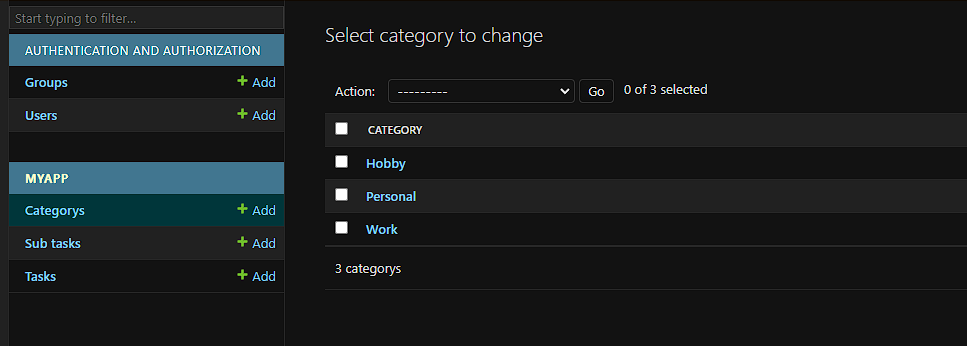 Start typing to filter...
AUTHENTICATION AND AUTHORIZATION
Groups + Add
Users + Add
MYAPP
Categorys + Add
Sub tasks + Add
Tasks + Add
Select category to change
Action: --------- Go 0 of 3 selected
CATEGORY
Hobby
Personal
Work
3 categorys